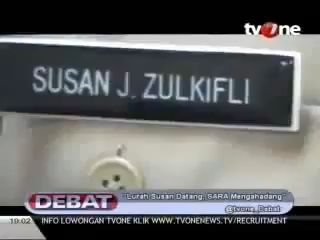 tvOne
SUSAN J. ZULKIFLI
DEBAT
"Lurah Susan Datang, SARA Mengahadang"
@tvone_Debat
19:02 INFO LOWONGAN TVONE KLIK WWW.TVONENEWS.TV/RECRUITMENT